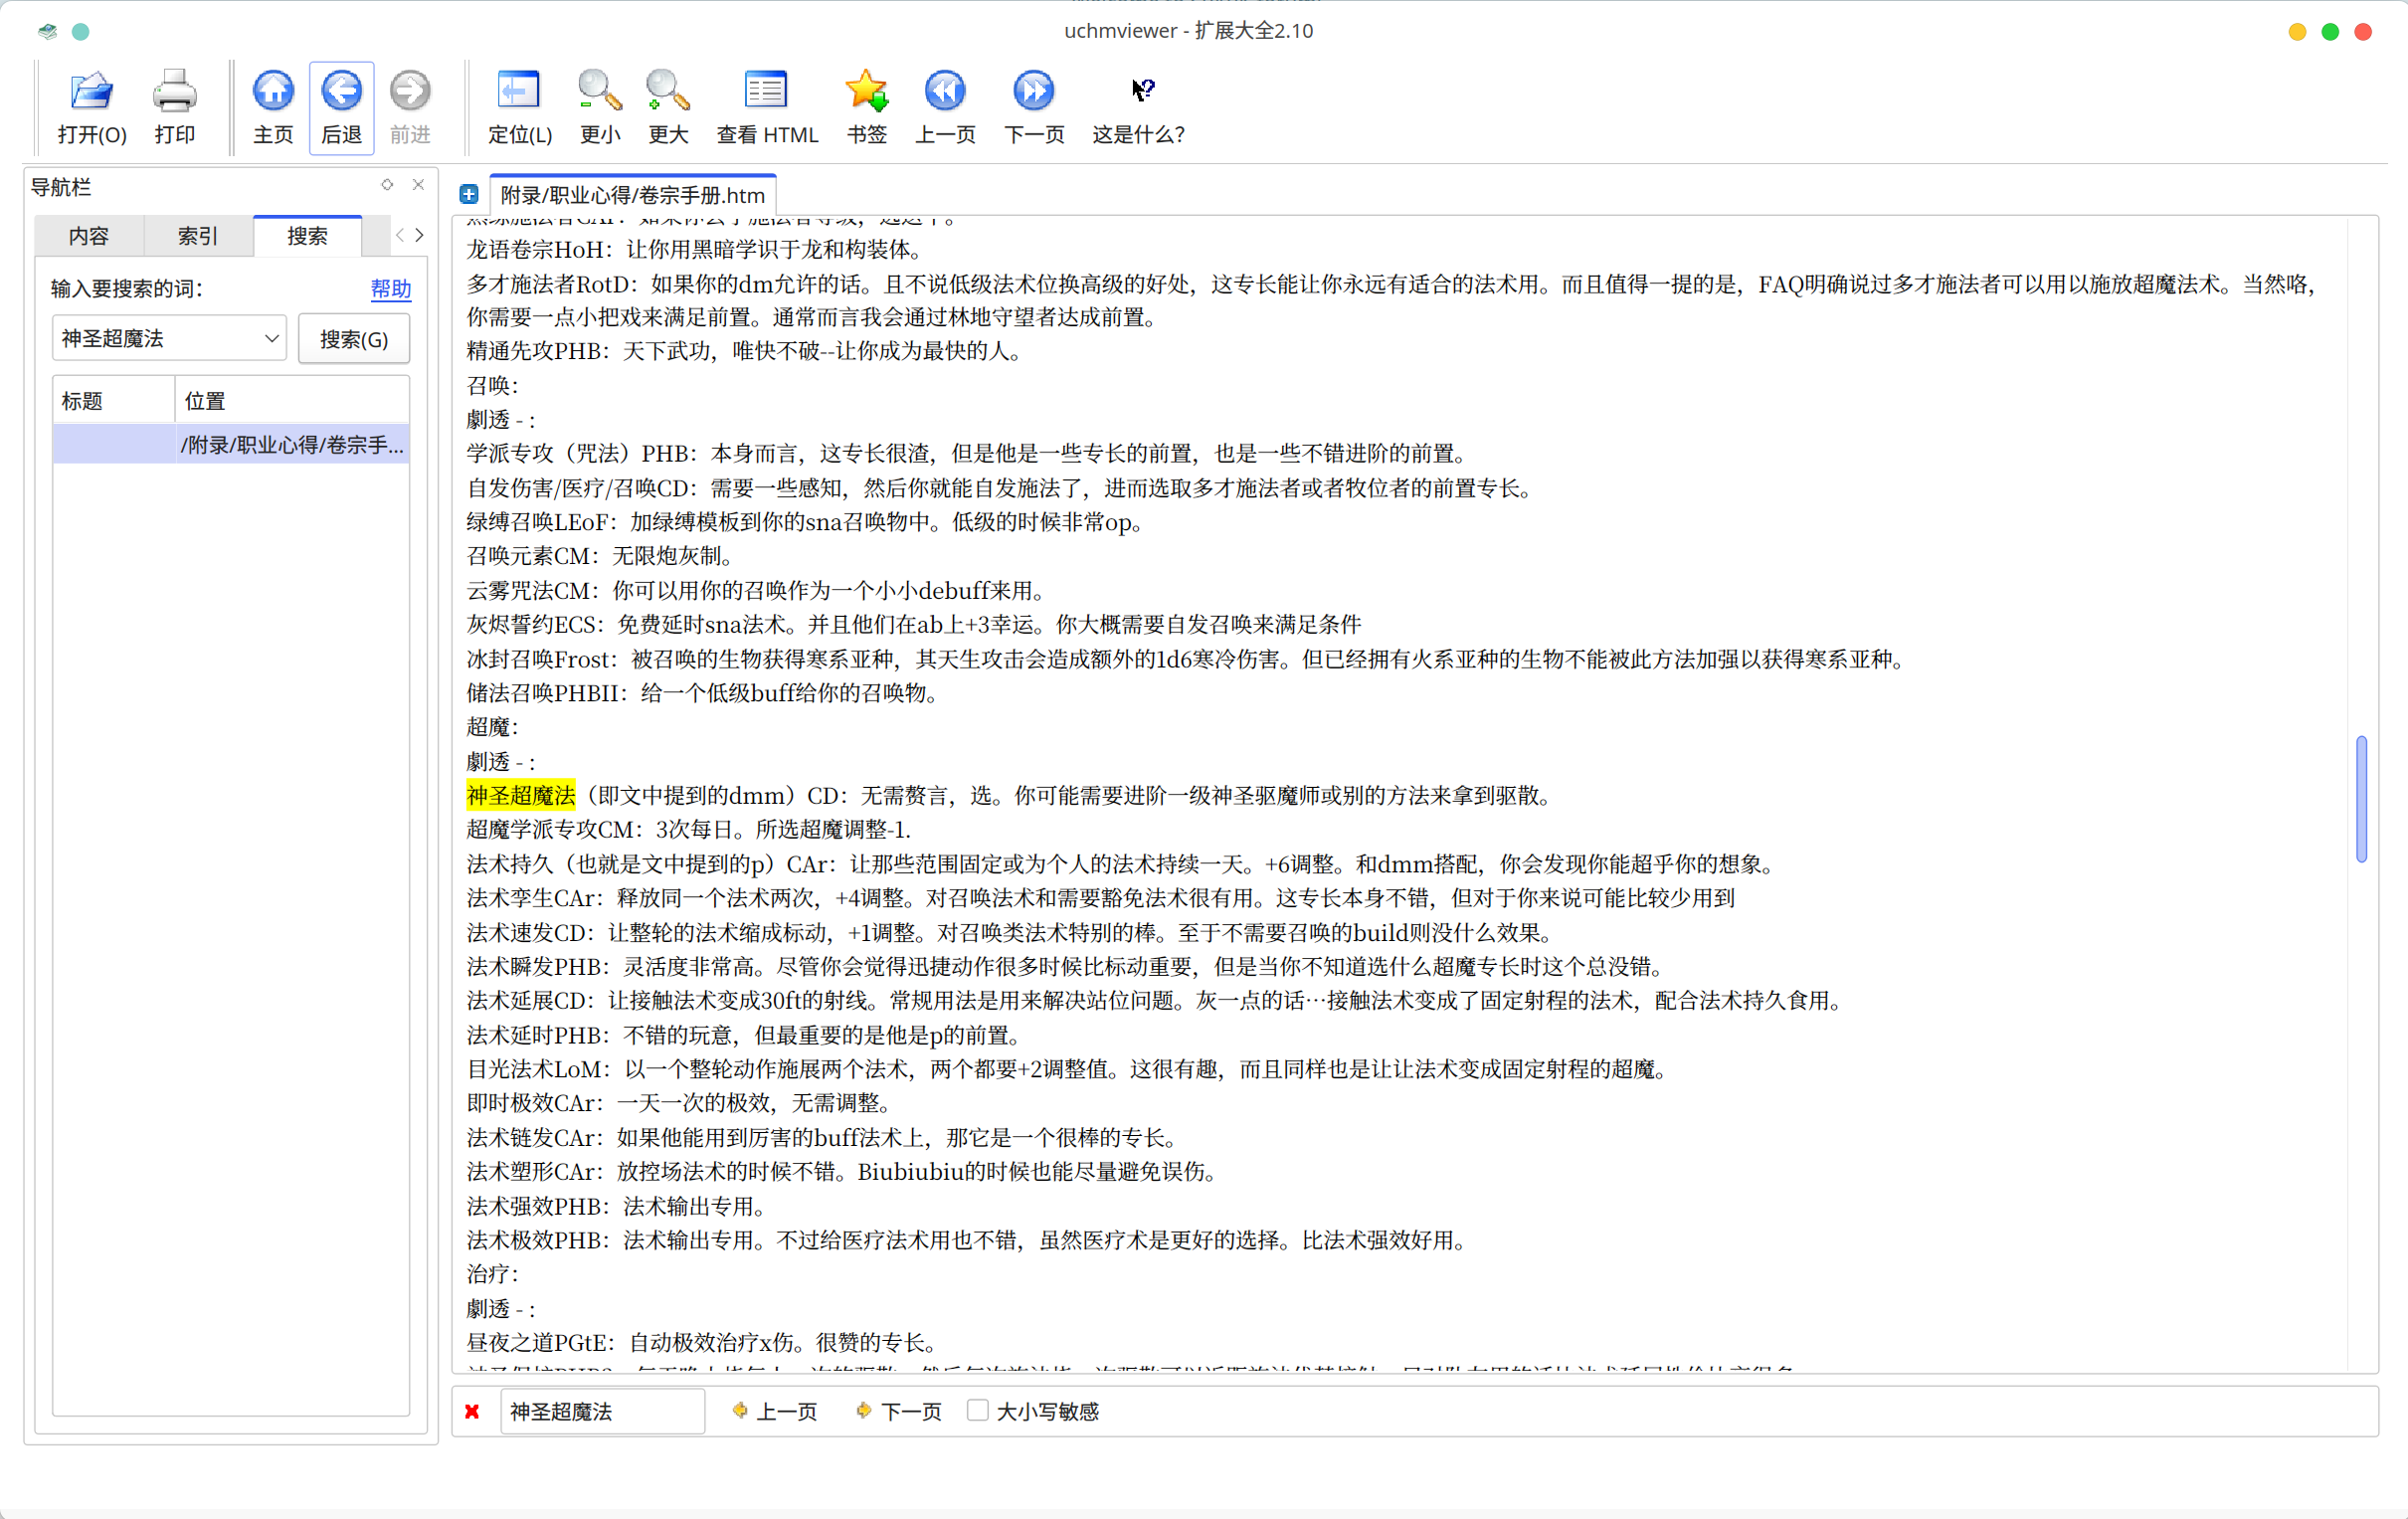 uchmviewer - 扩展大全2.10
打开(O) 打印 主页 后退 前进 定位(L) 更小 更大 查看 HTML 书签 上一页 下一页 这是什么?
导航栏
内容 索引 搜索
输入要搜索的词: 帮助
神圣超魔法 搜索(G)
标题 位置
/附录/职业心得/卷宗手...
附录/职业心得/卷宗手册.htm
龙语卷宗HoH：让你用黑暗学识于龙和构装体。
多才施法者RotD：如果你的dm允许的话。且不说低级法术位换高级的好处，这专长能让你永远有适合的法术用。而且值得一提的是，FAQ明确说过多才施法者可以用以施放超魔法术。当然咯，
你需要一点小把戏来满足前置。通常而言我会通过林地守望者达成前置。
精通先攻PHB：天下武功，唯快不破--让你成为最快的人。
召唤：
劇透 - :
学派专攻（咒法）PHB：本身而言，这专长很渣，但是他是一些专长的前置，也是一些不错进阶的前置。
自发伤害/医疗/召唤CD：需要一些感知，然后你就能自发施法了，进而选取多才施法者或者牧位者的前置专长。
绿缚召唤LEoF：加绿缚模板到你的sna召唤物中。低级的时候非常op。
召唤元素CM：无限炮灰制。
云雾咒法CM：你可以用你的召唤作为一个小小debuff来用。
灰烬誓约ECS：免费延时sna法术。并且他们在ab上+3幸运。你大概需要自发召唤来满足条件
冰封召唤Frost：被召唤的生物获得寒系亚种，其天生攻击会造成额外的1d6寒冷伤害。但已经拥有火系亚种的生物不能被此方法加强以获得寒系亚种。
储法召唤PHBII：给一个低级buff给你的召唤物。
超魔：
劇透 - :
神圣超魔法（即文中提到的dmm）CD：无需赘言，选。你可能需要进阶一级神圣驱魔师或别的方法来拿到驱散。
超魔学派专攻CM：3次每日。所选超魔调整-1.
法术持久（也就是文中提到的p）CAr：让那些范围固定或为个人的法术持续一天。+6调整。和dmm搭配，你会发现你能超乎你的想象。
法术孪生CAr：释放同一个法术两次，+4调整。对召唤法术和需要豁免法术很有用。这专长本身不错，但对于你来说可能比较少用到
法术速发CD：让整轮的法术缩成标动，+1调整。对召唤类法术特别的棒。至于不需要召唤的build则没什么效果。
法术瞬发PHB：灵活度非常高。尽管你会觉得迅捷动作很多时候比标动重要，但是当你不知道选什么超魔专长时这个总没错。
法术延展CD：让接触法术变成30ft的射线。常规用法是用来解决站位问题。灰一点的话…接触法术变成了固定射程的法术，配合法术持久食用。
法术延时PHB：不错的玩意，但最重要的是他是p的前置。
目光法术LoM：以一个整轮动作施展两个法术，两个都要+2调整值。这很有趣，而且同样也是让让法术变成固定射程的超魔。
即时极效CAr：一天一次的极效，无需调整。
法术链发CAr：如果他能用到厉害的buff法术上，那它是一个很棒的专长。
法术塑形CAr：放控场法术的时候不错。Biubiubiu的时候也能尽量避免误伤。
法术强效PHB：法术输出专用。
法术极效PHB：法术输出专用。不过给医疗法术用也不错，虽然医疗术是更好的选择。比法术强效好用。
治疗：
劇透 - :
昼夜之道PGtE：自动极效治疗x伤。很赞的专长。
神圣超魔法 上一页 下一页 大小写敏感